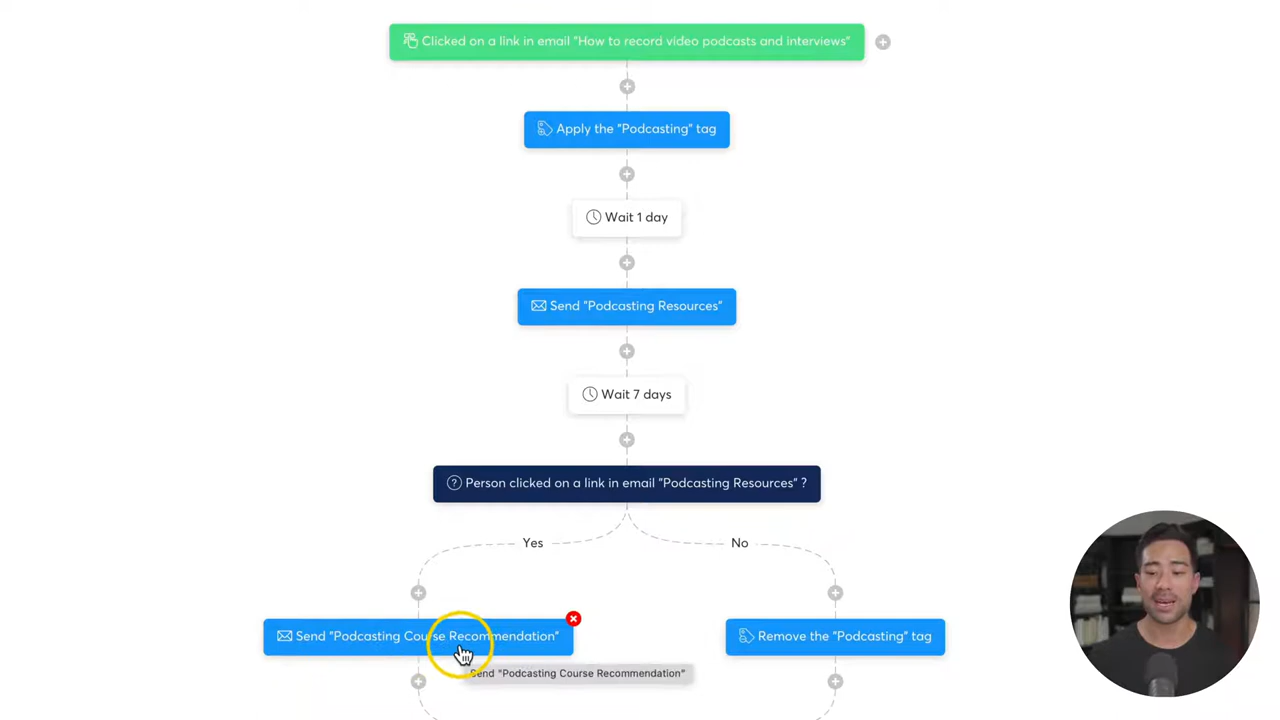 Clicked on a link in email "How to record video podcasts and interviews"
Apply the "Podcasting" tag
Wait 1 day
Send "Podcasting Resources"
Wait 7 days
Person clicked on a link in email "Podcasting Resources" ?
Yes
No
Send "Podcasting Course Recommendation"
Remove the "Podcasting" tag
Send "Podcasting Course Recommendation"